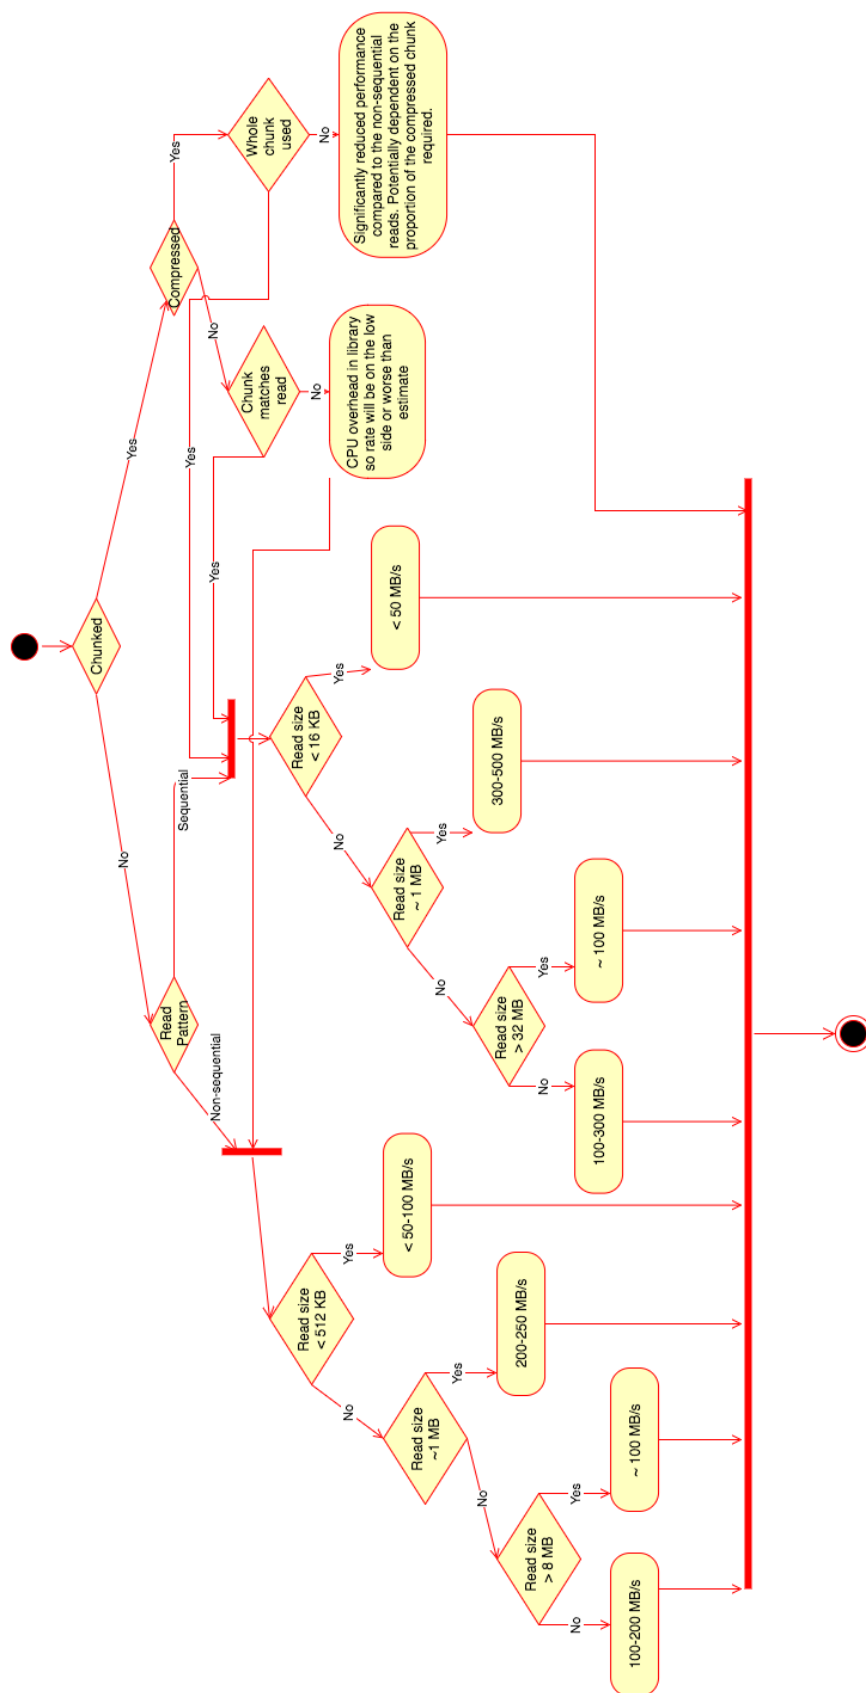 Chunked
No
Yes
Read
Pattern
Non-sequential
Sequential
Compressed
Yes
No
Whole
chunk
used
No
Yes
Significantly reduced performance
compared to the non-sequential
reads. Potentially dependent on the
proportion of the compressed chunk
required.
Chunk
matches
read
No
Yes
CPU overhead in library
so rate will be on the low
side or worse than
estimate
Read size
< 16 KB
Yes
< 50 MB/s
No
Read size
~ 1 MB
Yes
300-500 MB/s
No
Read size
> 32 MB
Yes
~ 100 MB/s
No
100-300 MB/s
Read size
< 512 KB
Yes
< 50-100 MB/s
No
Read size
~1 MB
Yes
200-250 MB/s
No
Read size
> 8 MB
Yes
~ 100 MB/s
No
100-200 MB/s